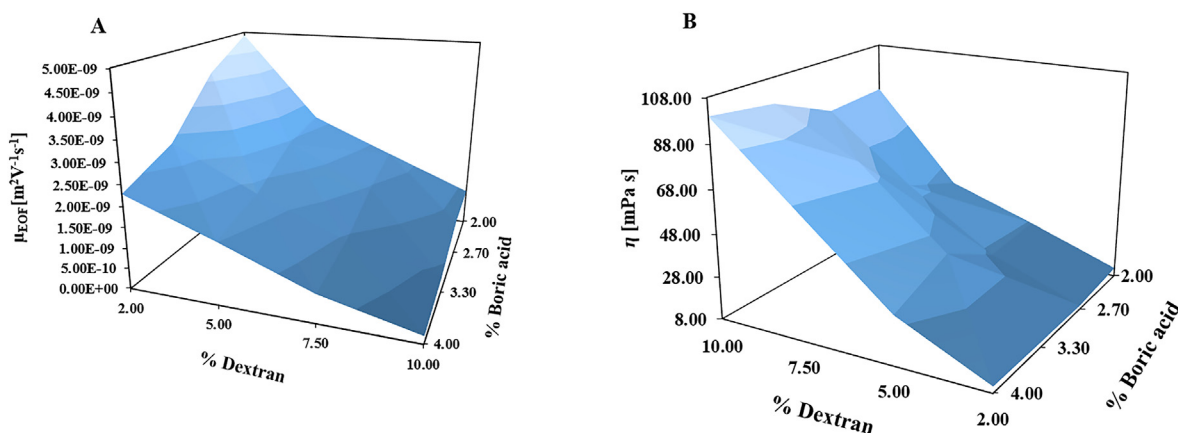 A
5.00E-09
4.50E-09
4.00E-09
3.50E-09
3.00E-09
2.50E-09
2.00E-09
1.50E-09
1.00E-09
5.00E-10
0.00E+00
μEOF[m²V⁻¹s⁻¹]
2.00
5.00
7.50
10.00
% Dextran
2.00
2.70
3.30
4.00
% Boric acid
B
108.00
88.00
68.00
48.00
28.00
8.00
η [mPa s]
10.00
7.50
5.00
2.00
% Dextran
2.00
2.70
3.30
4.00
% Boric acid